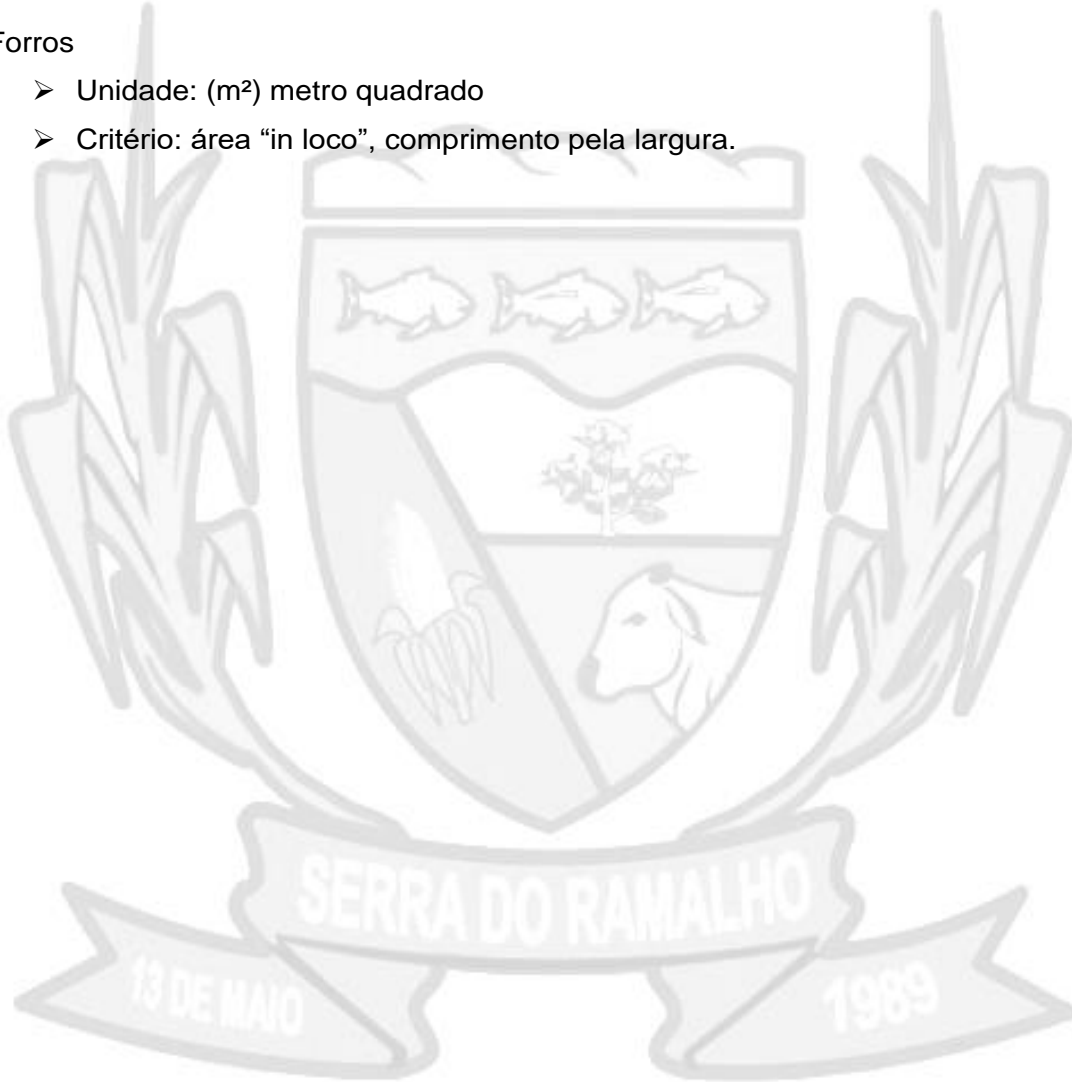 Forros
➢ Unidade: (m²) metro quadrado
➢ Critério: área “in loco”, comprimento pela largura.
SERRA DO RAMALHO
13 DE MAIO
1989